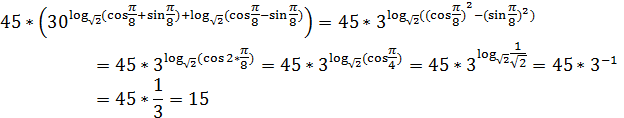 45 * (30^(log_√2(cos π/8 + sin π/8) + log_√2(cos π/8 − sin π/8))) = 45 * 3^(log_√2((cos π/8)^2 − (sin π/8)^2))
= 45 * 3^(log_√2(cos 2*π/8)) = 45 * 3^(log_√2(cos π/4)) = 45 * 3^(log_√2 1/√2) = 45 * 3^(−1)
= 45 * 1/3 = 15